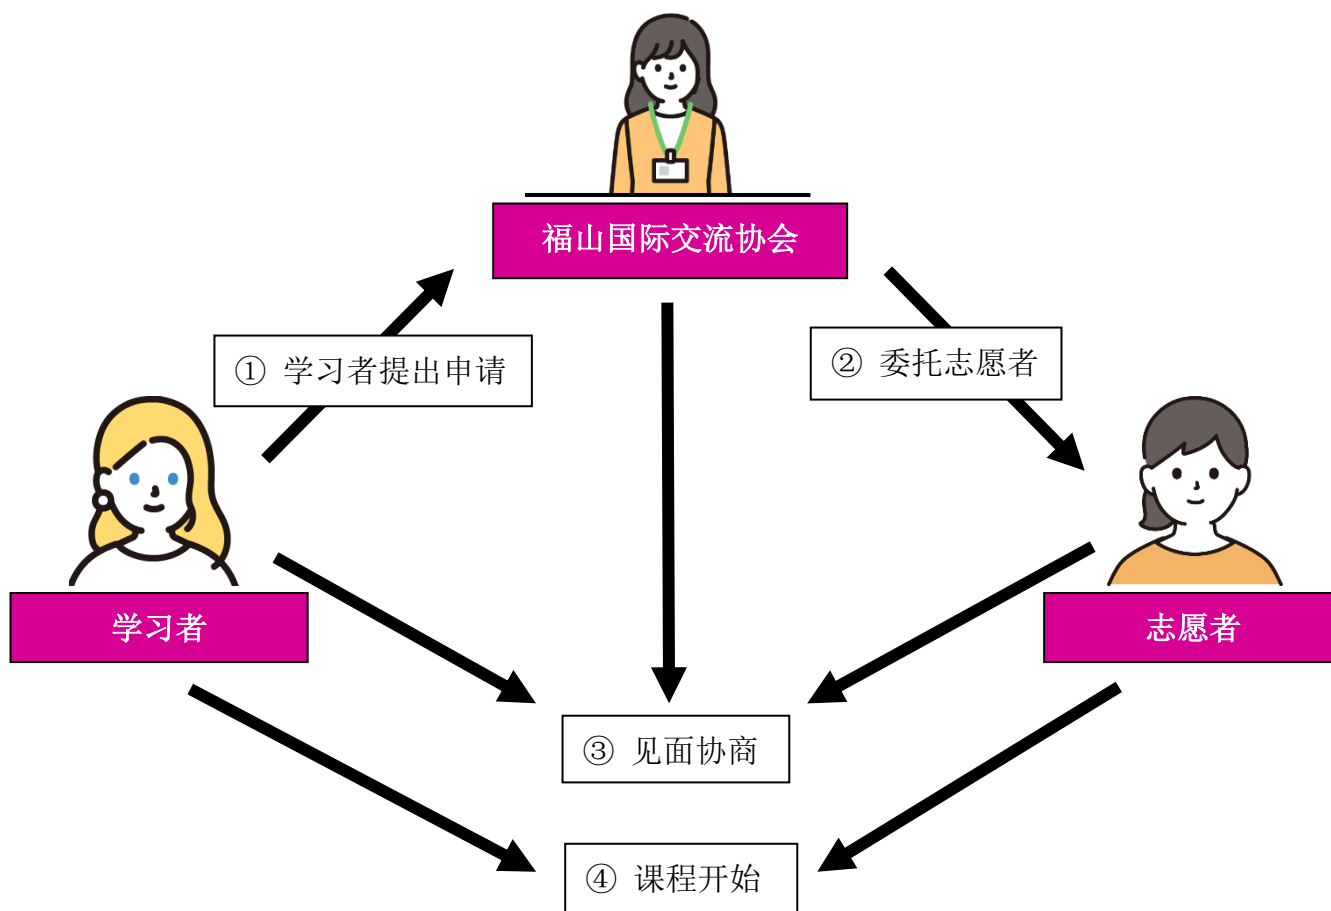 福山国际交流协会
① 学习者提出申请
② 委托志愿者
学习者
志愿者
③ 见面协商
④ 课程开始